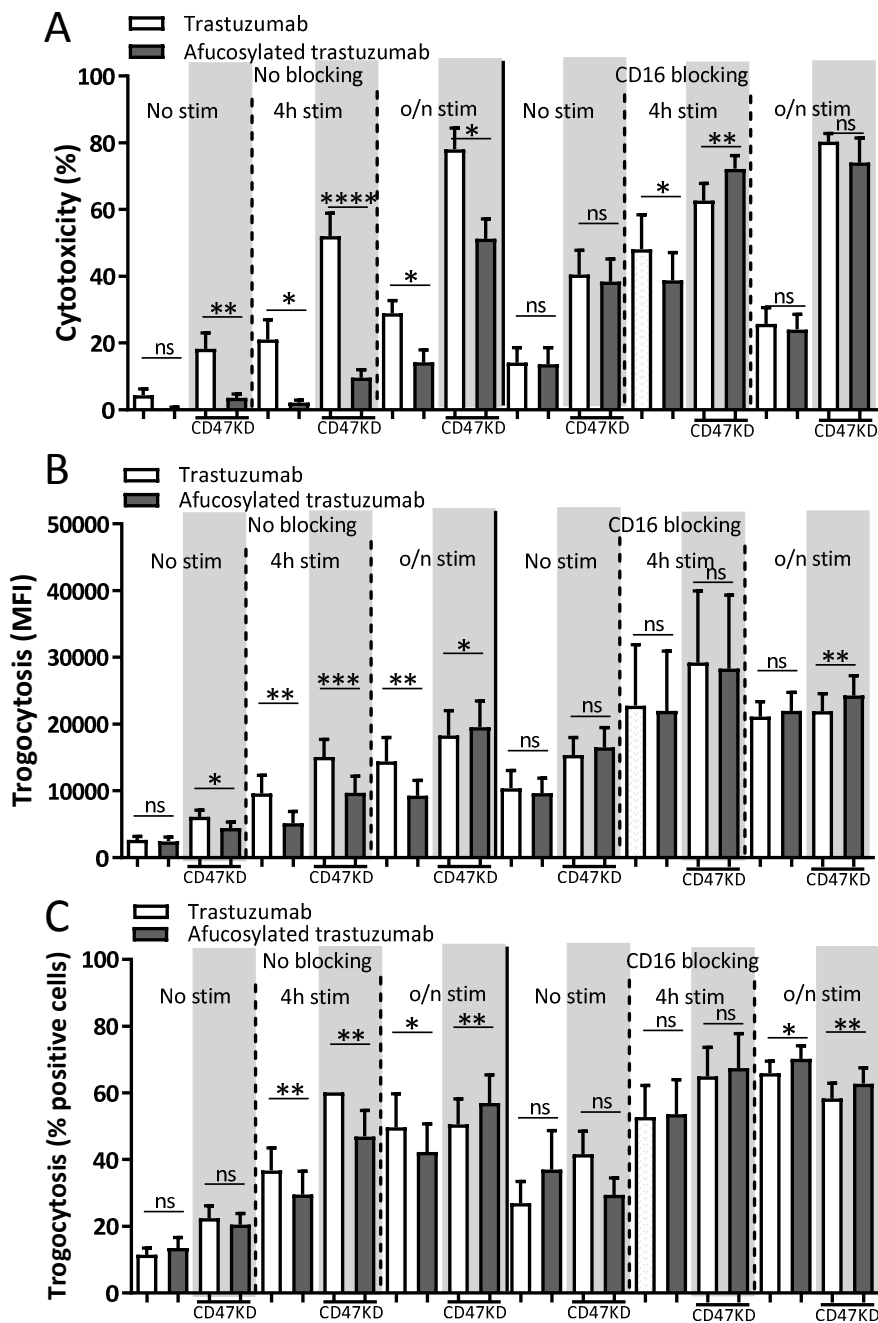 A
Trastuzumab
Afucosylated trastuzumab
No blocking
CD16 blocking
No stim
4h stim
o/n stim
No stim
4h stim
o/n stim
Cytotoxicity (%)
100
80
60
40
20
0
ns
**
*
****
*
*
ns
ns
*
**
ns
ns
CD47KD
CD47KD
CD47KD
CD47KD
CD47KD
CD47KD
B
Trastuzumab
Afucosylated trastuzumab
No blocking
CD16 blocking
No stim
4h stim
o/n stim
No stim
4h stim
o/n stim
Trogocytosis (MFI)
50000
40000
30000
20000
10000
0
ns
*
**
***
**
*
ns
ns
ns
ns
ns
**
CD47KD
CD47KD
CD47KD
CD47KD
CD47KD
CD47KD
C
Trastuzumab
Afucosylated trastuzumab
No blocking
CD16 blocking
No stim
4h stim
o/n stim
No stim
4h stim
o/n stim
Trogocytosis (% positive cells)
100
80
60
40
20
0
ns
ns
**
**
*
**
ns
ns
ns
ns
*
**
CD47KD
CD47KD
CD47KD
CD47KD
CD47KD
CD47KD